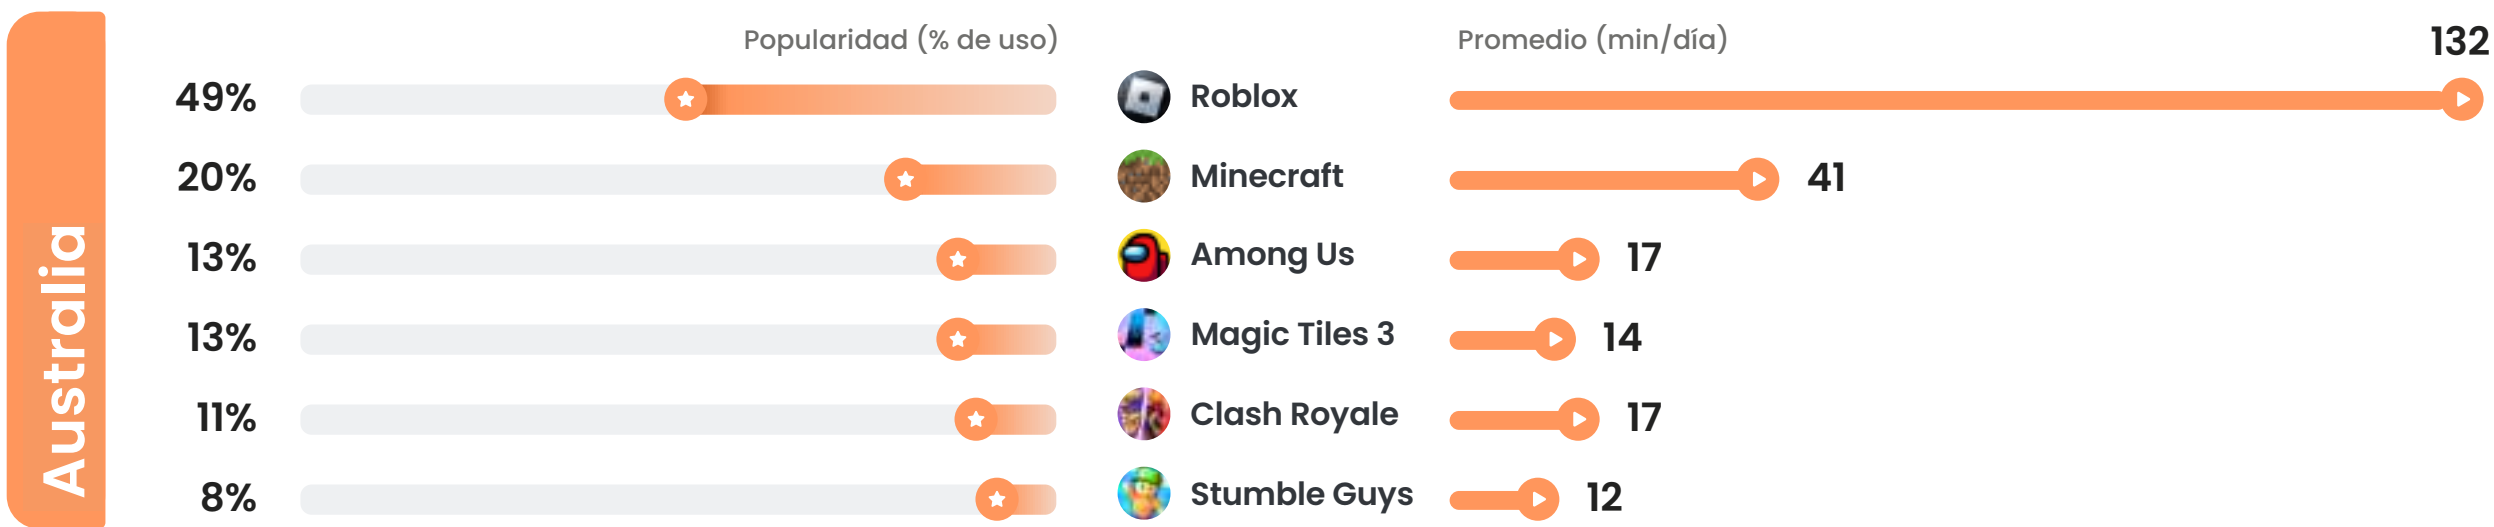 Australia
Popularidad (% de uso)
Promedio (min/día)
49% Roblox 132
20% Minecraft 41
13% Among Us 17
13% Magic Tiles 3 14
11% Clash Royale 17
8% Stumble Guys 12